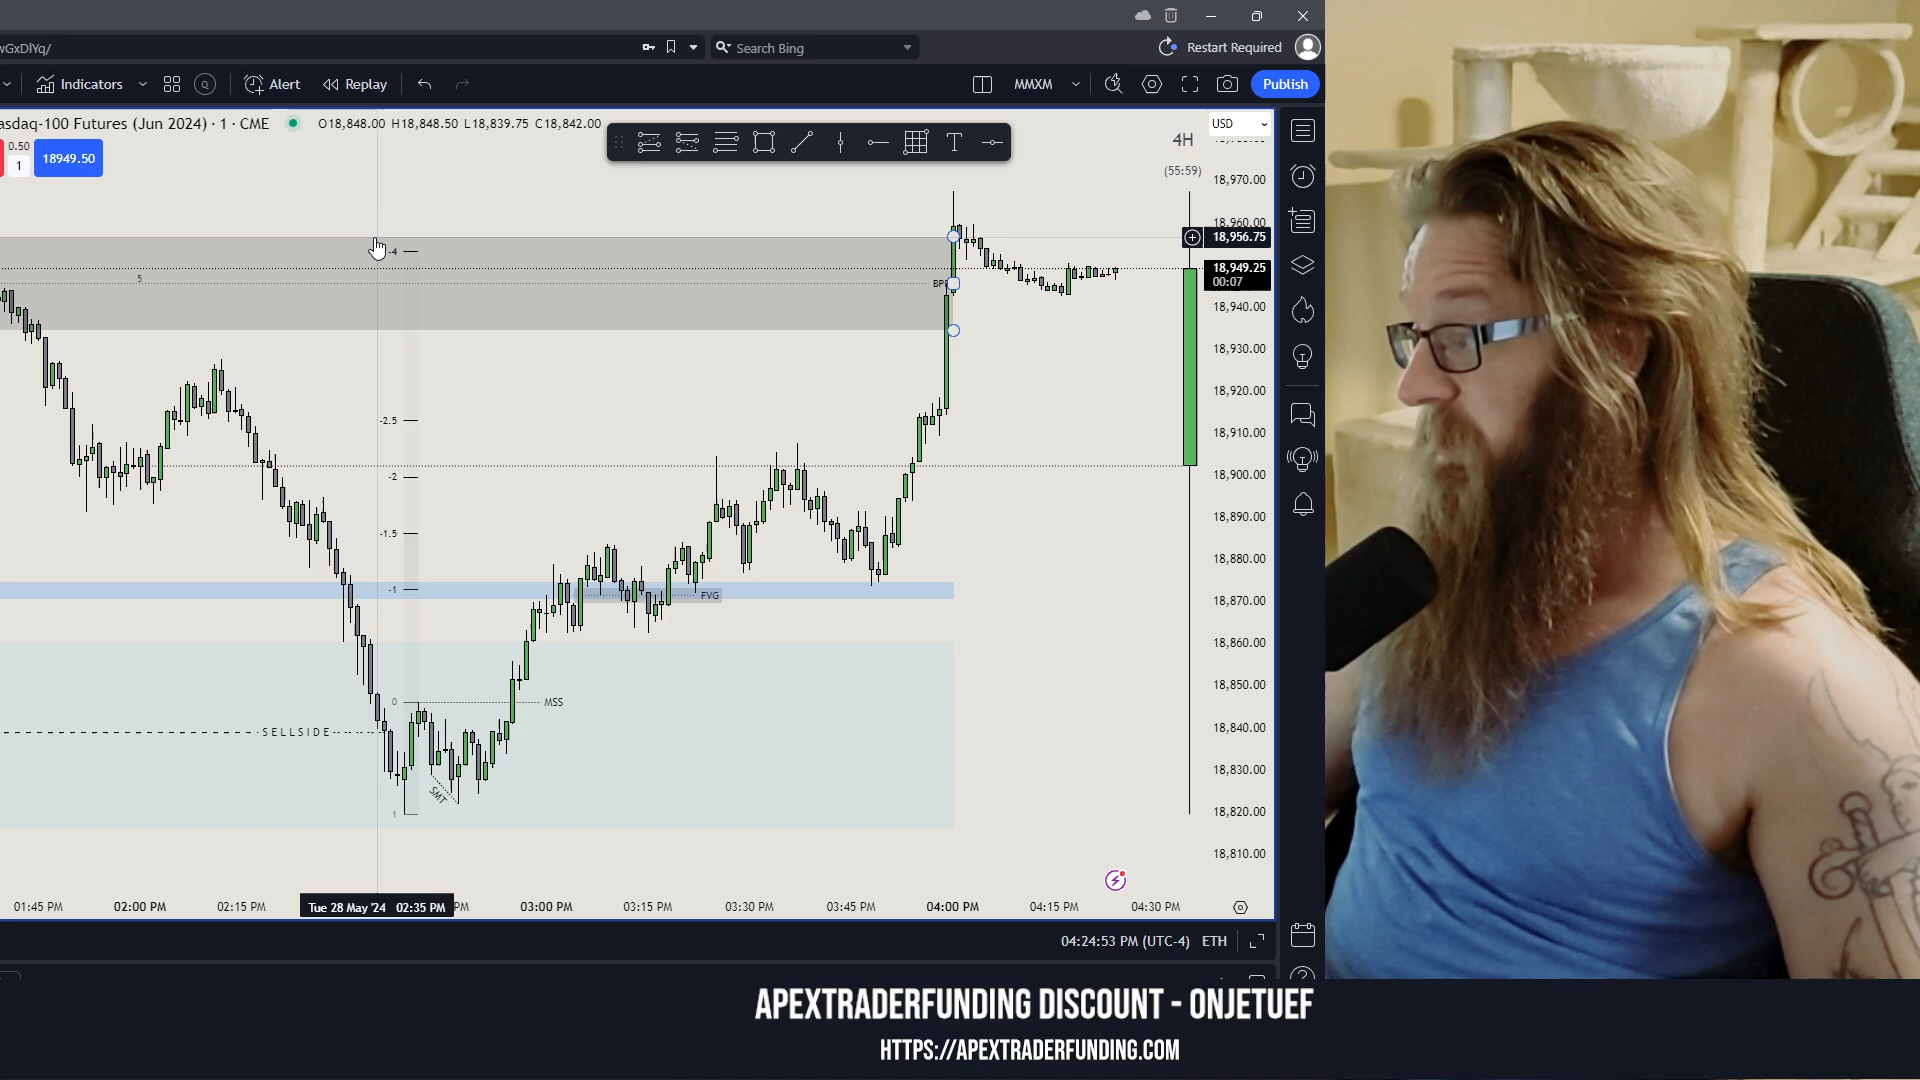 wGxDlYq/
Search Bing
Restart Required
Indicators
Alert
Replay
MMXM
Publish
asdaq-100 Futures (Jun 2024) · 1 · CME
O18,848.00 H18,848.50 L18,839.75 C18,842.00
USD
0.50
1
18949.50
4H
(55:59)
18,970.00
18,960.00
18,956.75
18,949.25
00:07
18,940.00
18,930.00
18,920.00
18,910.00
18,900.00
18,890.00
18,880.00
18,870.00
18,860.00
18,850.00
18,840.00
18,830.00
18,820.00
18,810.00
-4
5
-2.5
-2
-1.5
-1
FVG
0
MSS
SELLSIDE
SMT
1
01:45 PM
02:00 PM
02:15 PM
Tue 28 May '24 02:35 PM
PM
03:00 PM
03:15 PM
03:30 PM
03:45 PM
04:00 PM
04:15 PM
04:30 PM
04:24:53 PM (UTC-4) ETH
APEXTRADERFUNDING DISCOUNT - ONJETUEF
HTTPS://APEXTRADERFUNDING.COM